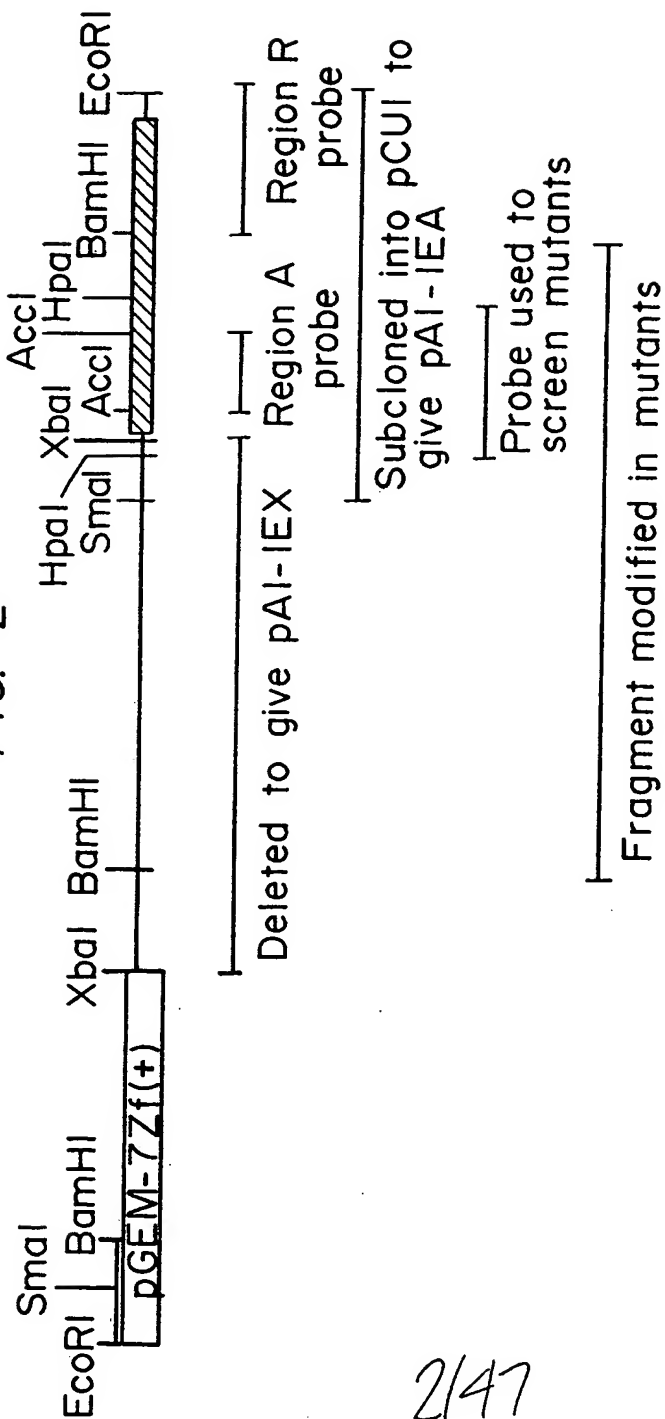 FIG. 2
EcoRI
SmaI
BamHI
pGEM-7Zf(+)
XbaI
BamHI
HpaI
SmaI
XbaI
AccI
AccI
HpaI
BamHI
EcoRI
Deleted to give pAI-IEX
Region A
probe
Region R
probe
Subcloned into pCUI to
give pAI-IEA
Probe used to
screen mutants
Fragment modified in mutants
2/47